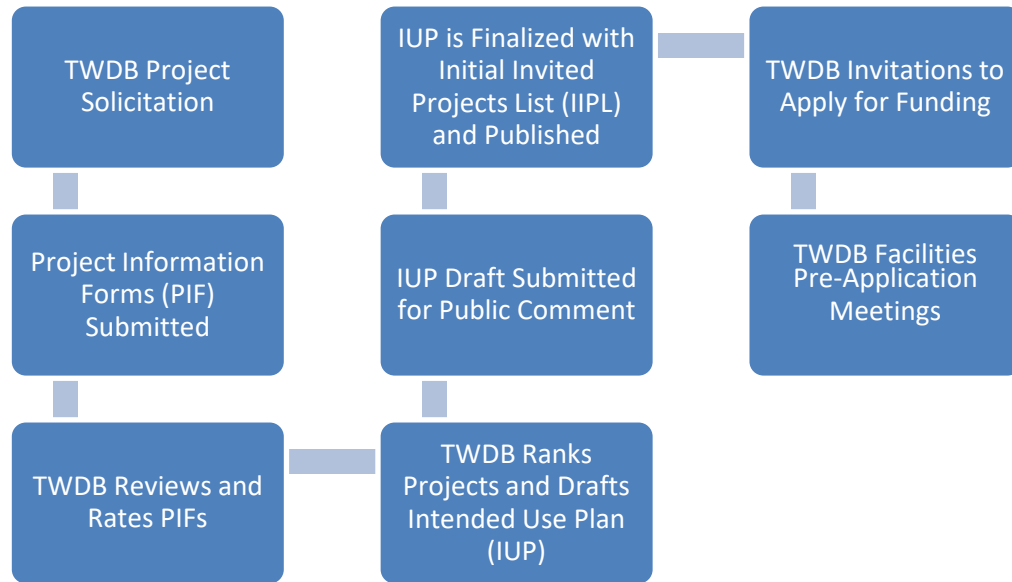 TWDB Project
Solicitation
Project Information
Forms (PIF)
Submitted
TWDB Reviews and
Rates PIFs
TWDB Ranks
Projects and Drafts
Intended Use Plan
(IUP)
IUP Draft Submitted
for Public Comment
IUP is Finalized with
Initial Invited
Projects List (IIPL)
and Published
TWDB Invitations to
Apply for Funding
TWDB Facilities
Pre-Application
Meetings